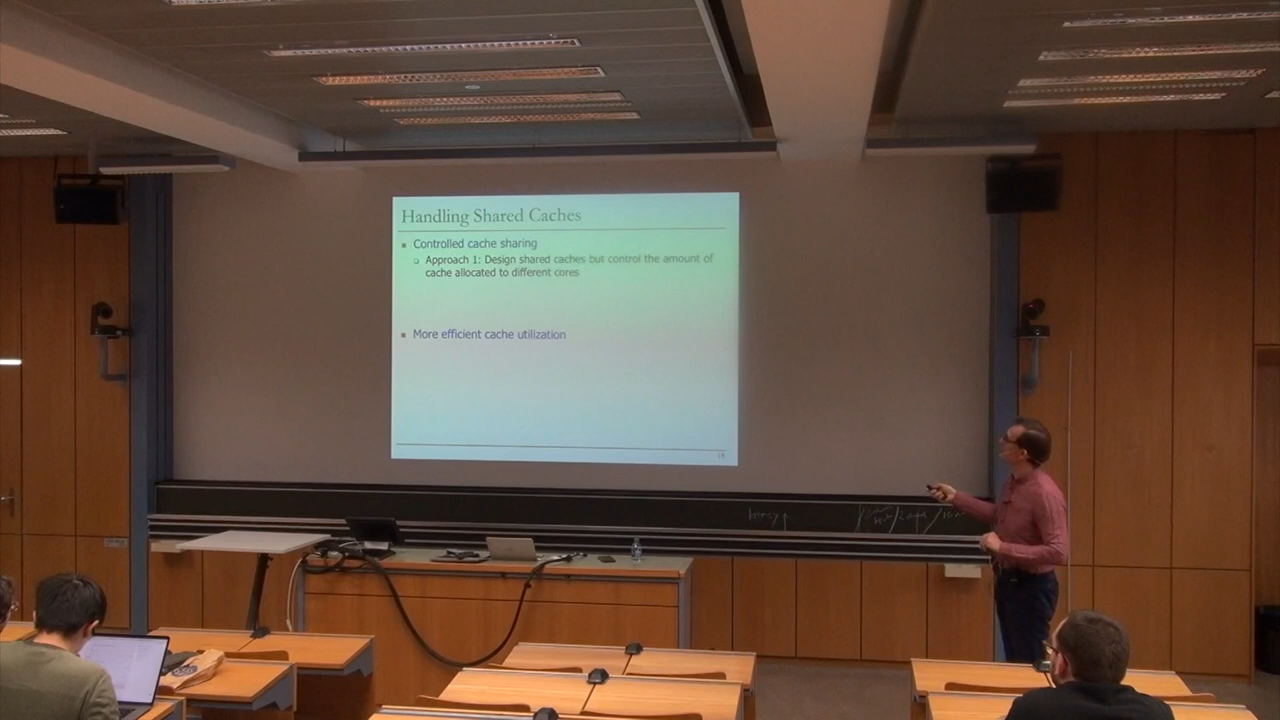 Handling Shared Caches
Controlled cache sharing
Approach 1: Design shared caches but control the amount of
cache allocated to different cores
More efficient cache utilization